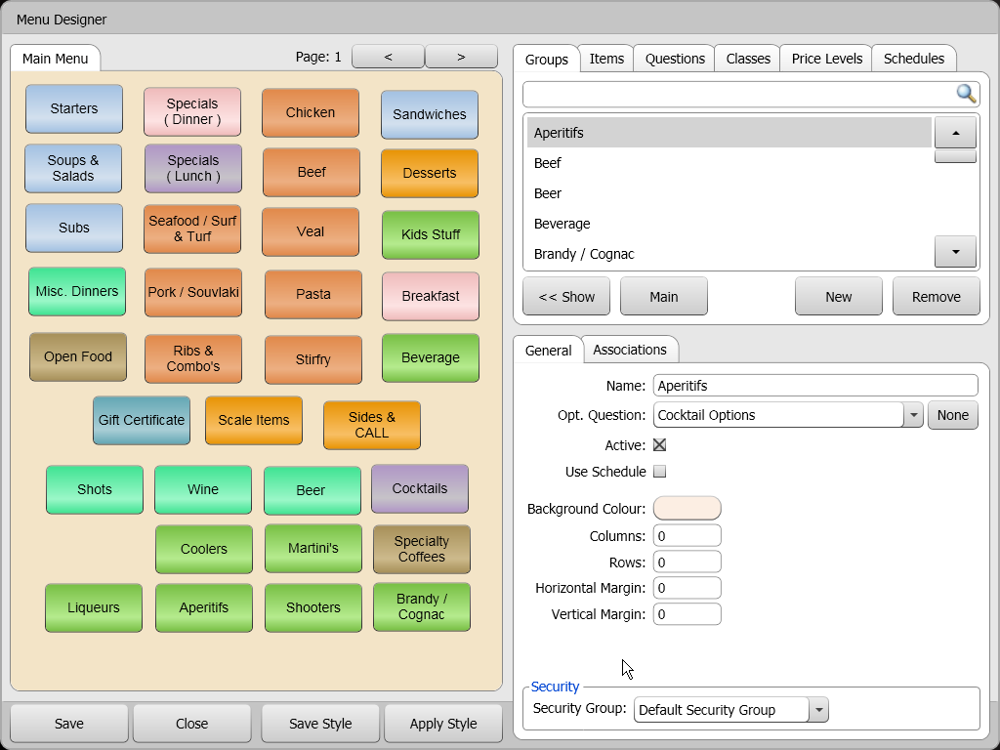 Menu Designer
Main Menu
Page: 1
<
>
Starters
Specials
( Dinner )
Chicken
Sandwiches
Soups &
Salads
Specials
( Lunch )
Beef
Desserts
Subs
Seafood / Surf
& Turf
Veal
Kids Stuff
Misc. Dinners
Pork / Souvlaki
Pasta
Breakfast
Open Food
Ribs &
Combo's
Stirfry
Beverage
Gift Certificate
Scale Items
Sides &
CALL
Shots
Wine
Beer
Cocktails
Coolers
Martini's
Specialty
Coffees
Liqueurs
Aperitifs
Shooters
Brandy /
Cognac
Save
Close
Save Style
Apply Style
Groups
Items
Questions
Classes
Price Levels
Schedules
Aperitifs
Beef
Beer
Beverage
Brandy / Cognac
<< Show
Main
New
Remove
General
Associations
Name: Aperitifs
Opt. Question: Cocktail Options
None
Active:
Use Schedule
Background Colour:
Columns: 0
Rows: 0
Horizontal Margin: 0
Vertical Margin: 0
Security
Security Group: Default Security Group